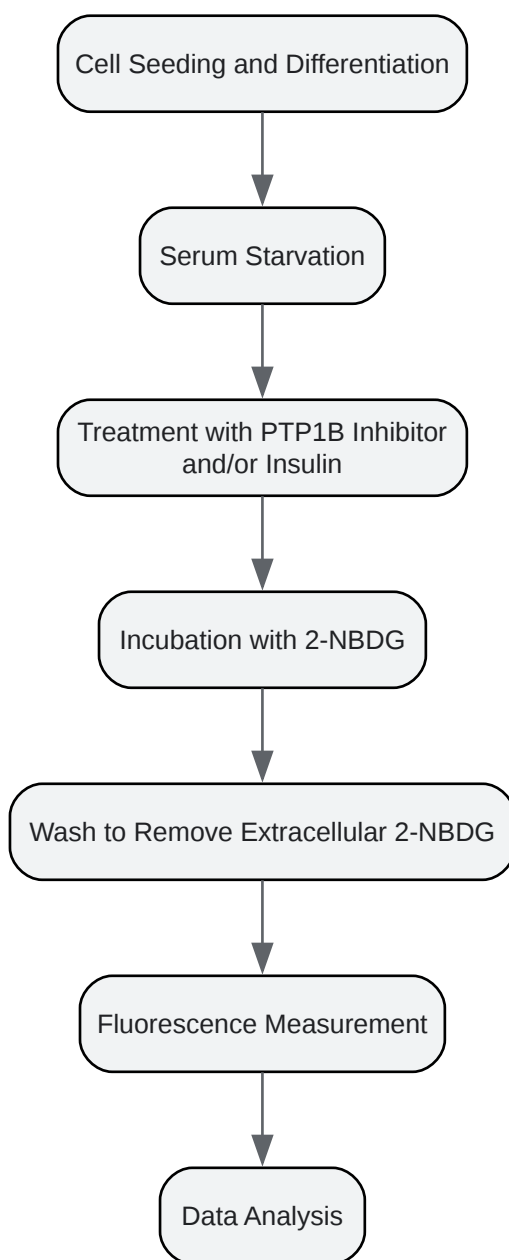 Cell Seeding and Differentiation
Serum Starvation
Treatment with PTP1B Inhibitor
and/or Insulin
Incubation with 2-NBDG
Wash to Remove Extracellular 2-NBDG
Fluorescence Measurement
Data Analysis